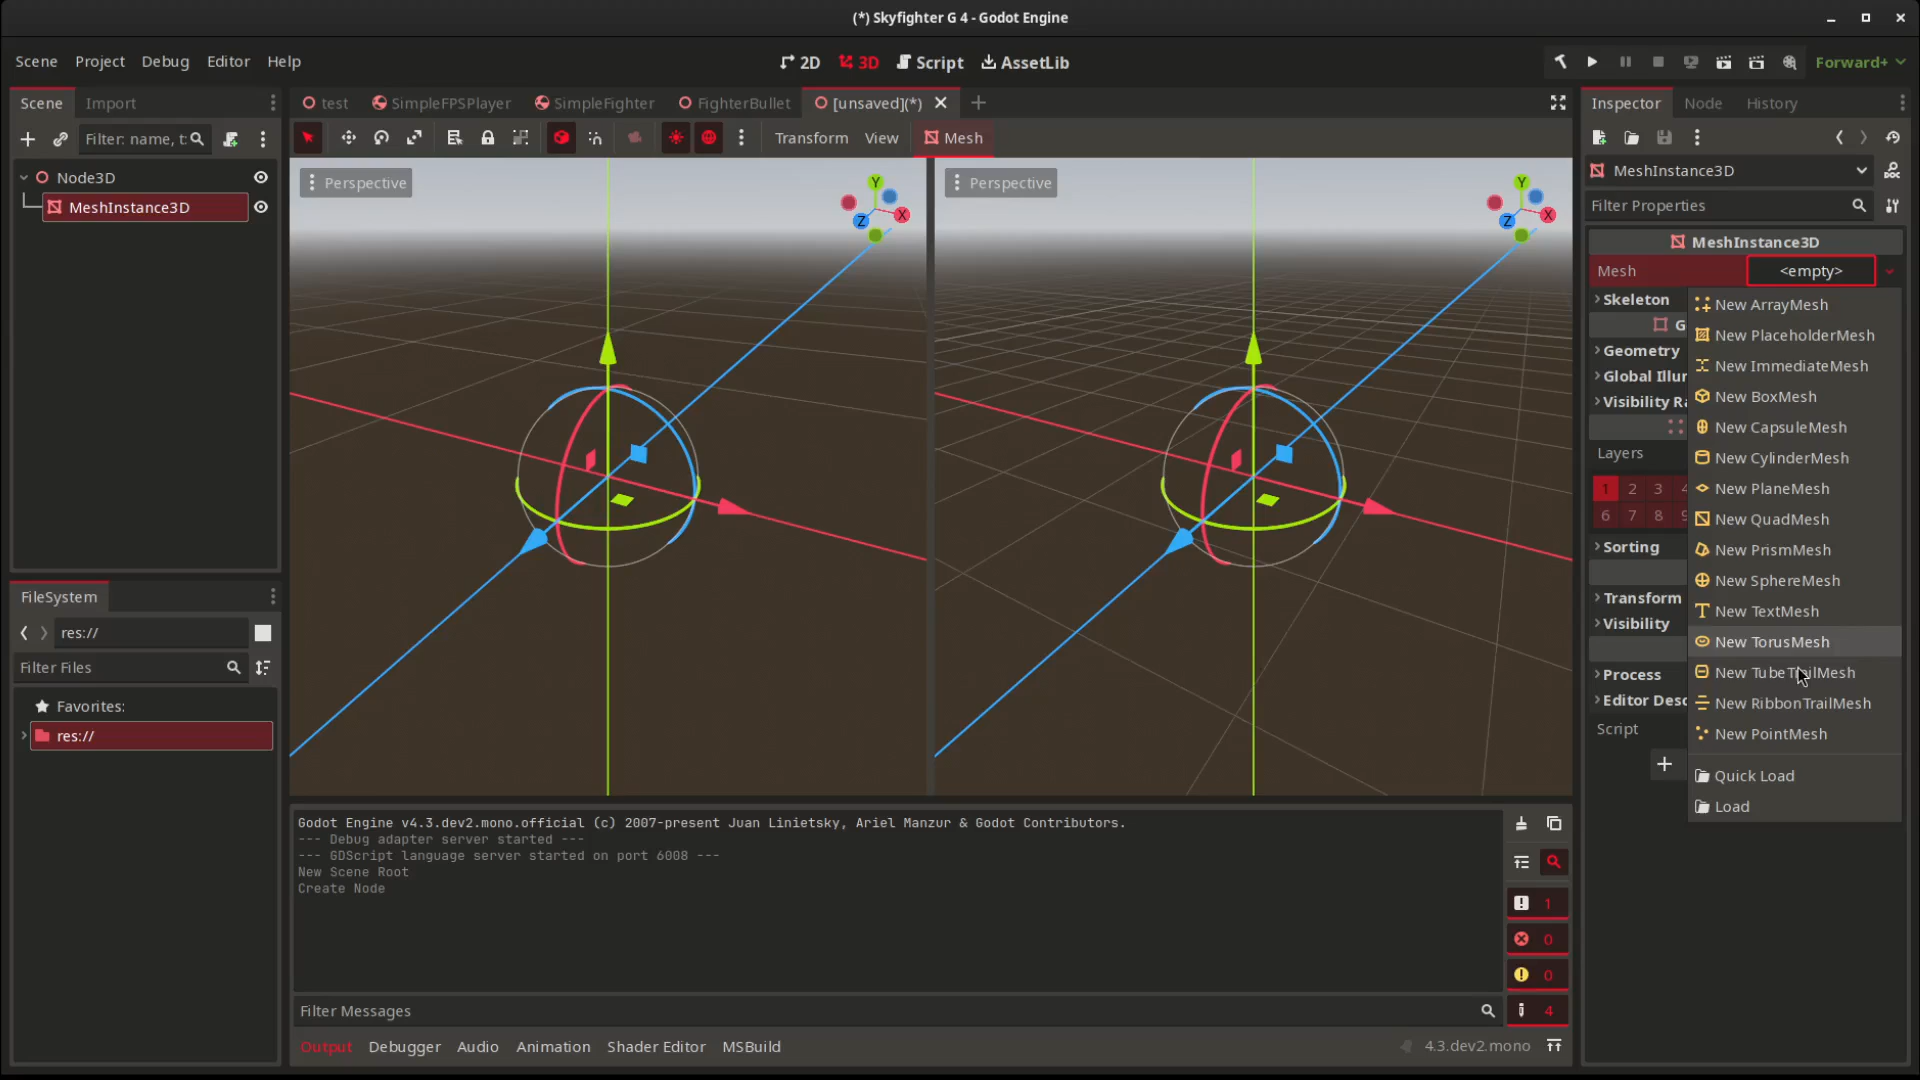 (*) Skyfighter G 4 - Godot Engine
Scene Project Debug Editor Help
2D 3D Script AssetLib
Forward+
Scene Import
Filter: name, t:
Node3D
MeshInstance3D
FileSystem
res://
Filter Files
Favorites:
res://
test SimpleFPSPlayer SimpleFighter FighterBullet [unsaved](*)
Transform View Mesh
Perspective
Y
X
Z
Perspective
Y
X
Z
Godot Engine v4.3.dev2.mono.official (c) 2007-present Juan Linietsky, Ariel Manzur & Godot Contributors.
--- Debug adapter server started ---
--- GDScript language server started on port 6008 ---
New Scene Root
Create Node
1
0
0
4
Filter Messages
Output Debugger Audio Animation Shader Editor MSBuild
4.3.dev2.mono
Inspector Node History
MeshInstance3D
Filter Properties
MeshInstance3D
Mesh <empty>
Skeleton
G
Geometry
Global Illur
Visibility Ra
Layers
1 2 3 4
6 7 8 9
Sorting
Transform
Visibility
Process
Editor Desc
Script
New ArrayMesh
New PlaceholderMesh
New ImmediateMesh
New BoxMesh
New CapsuleMesh
New CylinderMesh
New PlaneMesh
New QuadMesh
New PrismMesh
New SphereMesh
New TextMesh
New TorusMesh
New TubeTrailMesh
New RibbonTrailMesh
New PointMesh
Quick Load
Load